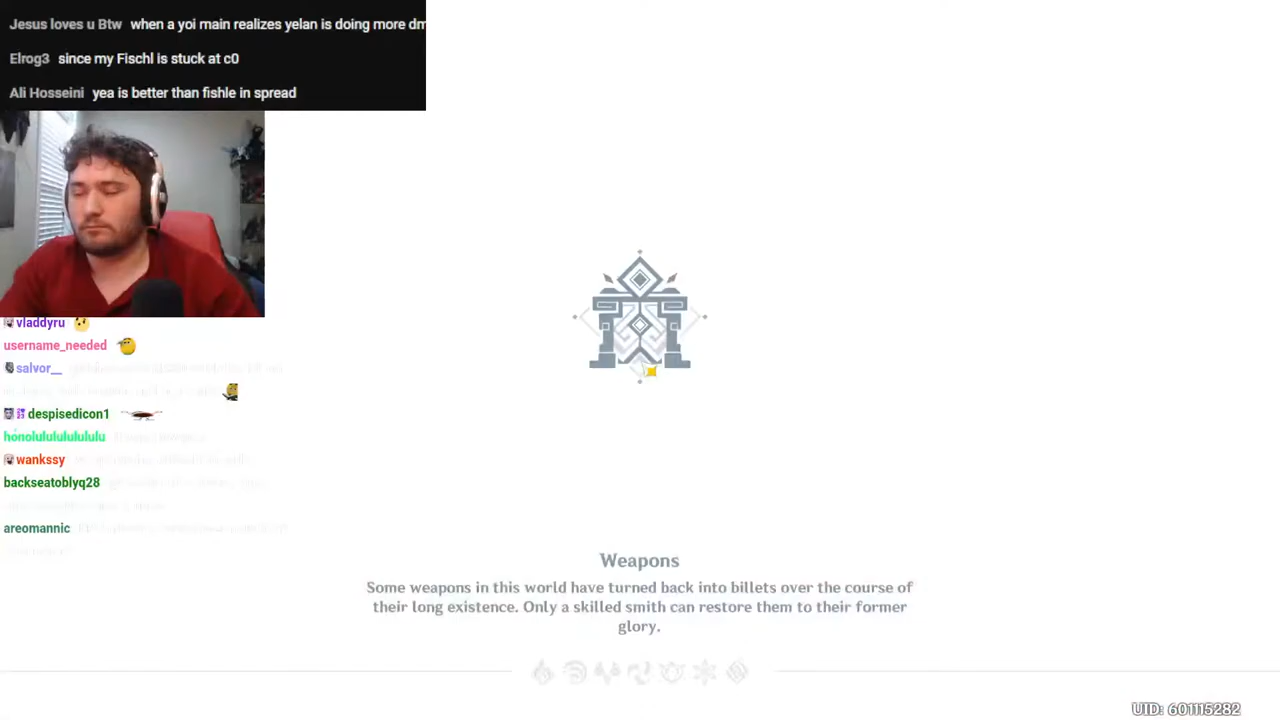 Jesus loves u Btw when a yoi main realizes yelan is doing more dm
Elrog3 since my Fischl is stuck at c0
Ali Hosseini yea is better than fishle in spread
vladdyru
username_needed
salvor__
despisedicon1
honolulululululu
wankssy
backseatoblyq28
areomannic
Weapons
Some weapons in this world have turned back into billets over the course of
their long existence. Only a skilled smith can restore them to their former
glory.
UID: 601115282